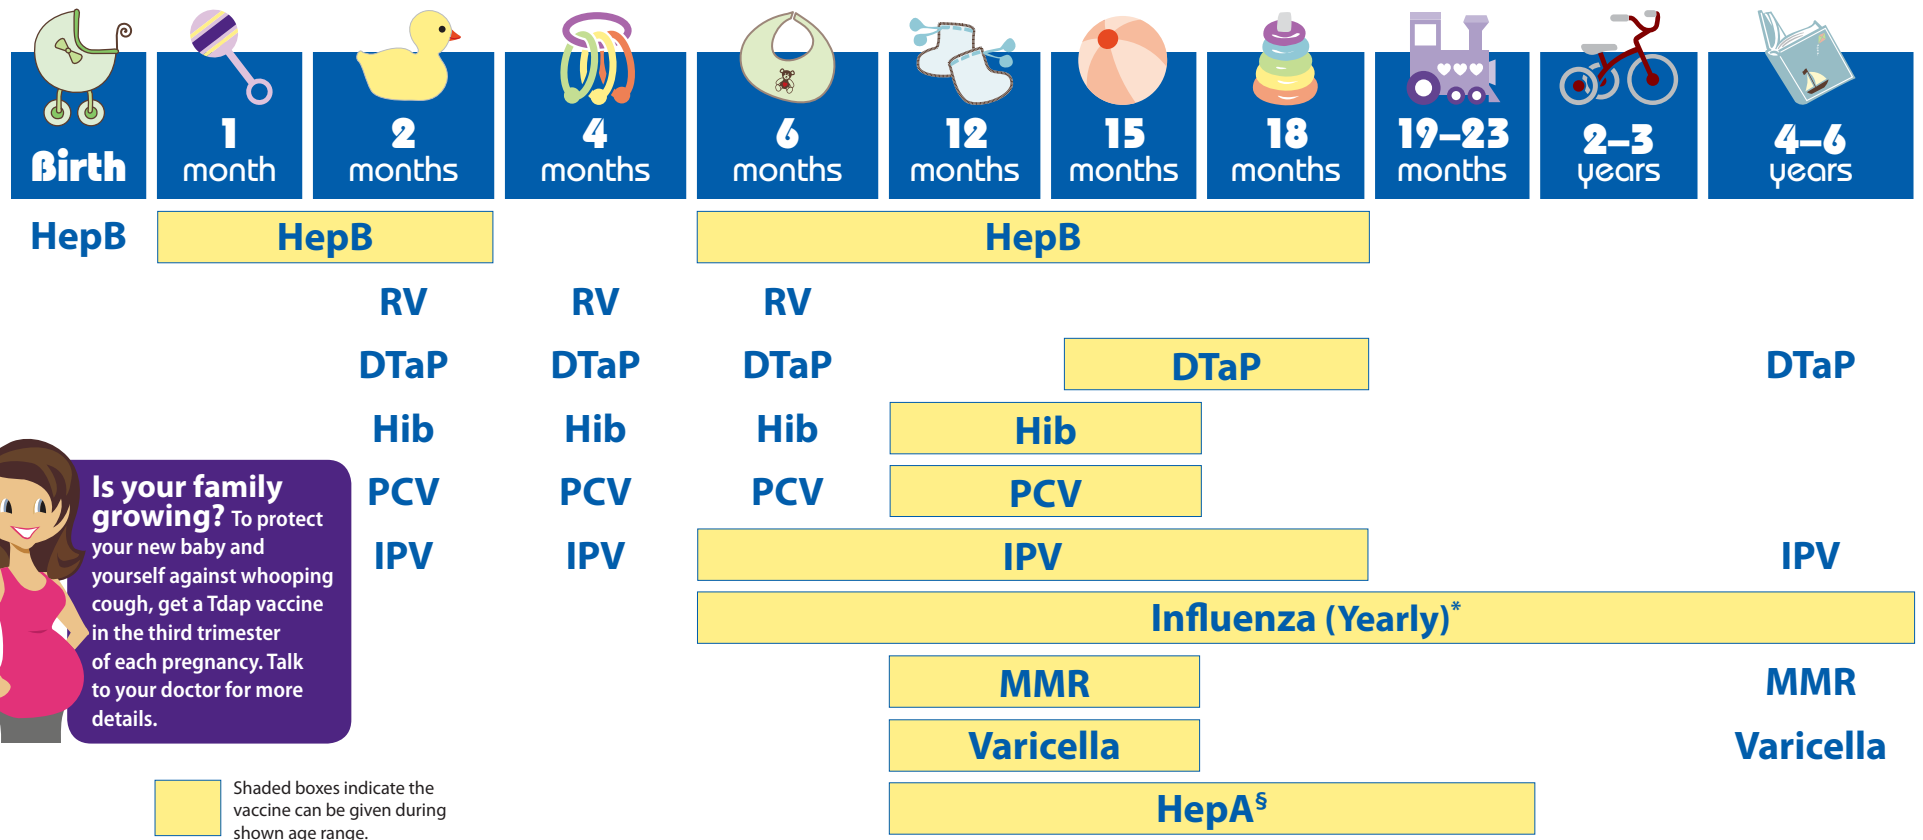 Birth
1
month
2
months
4
months
6
months
12
months
15
months
18
months
19–23
months
2–3
years
4–6
years
HepB HepB HepB
RV RV RV
DTaP DTaP DTaP DTaP DTaP
Hib Hib Hib Hib
PCV PCV PCV PCV
IPV IPV IPV IPV
Influenza (Yearly)*
MMR MMR
Varicella Varicella
HepA§
Is your family
growing? To protect
your new baby and
yourself against whooping
cough, get a Tdap vaccine
in the third trimester
of each pregnancy. Talk
to your doctor for more
details.
Shaded boxes indicate the
vaccine can be given during
shown age range.